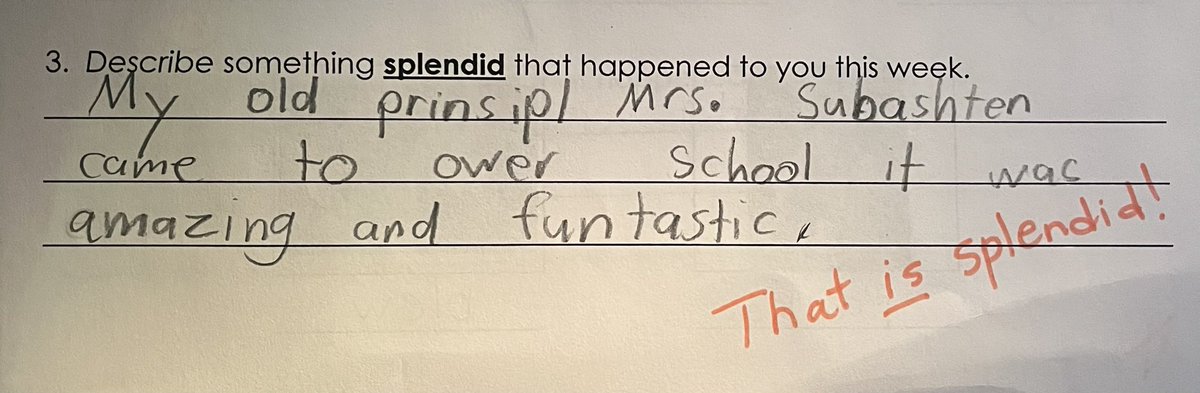 3. Describe something splendid that happened to you this week.
My old prinsipl Mrs. Subashten
came to ower school it was
amazing and funtastic.
That is splendid!